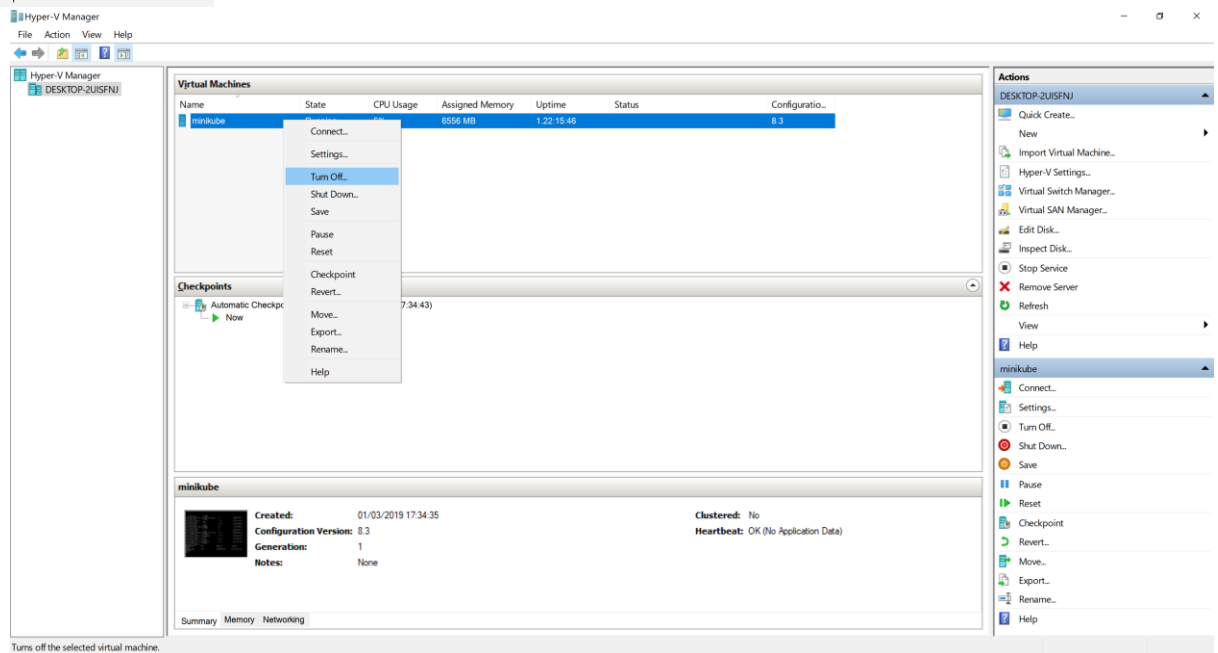 Hyper-V Manager
File Action View Help
Hyper-V Manager
DESKTOP-2UISFNJ
Virtual Machines
Name State CPU Usage Assigned Memory Uptime Status Configuratio...
minikube 6556 MB 1.22:15:46 8.3
Connect...
Settings...
Turn Off...
Shut Down...
Save
Pause
Reset
Checkpoint
Revert...
Move...
Export...
Rename...
Help
Checkpoints
Automatic Checkpo 7:34:43)
Now
minikube
Created: 01/03/2019 17:34:35
Configuration Version: 8.3
Generation: 1
Notes: None
Clustered: No
Heartbeat: OK (No Application Data)
Summary Memory Networking
Actions
DESKTOP-2UISFNJ
Quick Create...
New
Import Virtual Machine...
Hyper-V Settings...
Virtual Switch Manager...
Virtual SAN Manager...
Edit Disk...
Inspect Disk...
Stop Service
Remove Server
Refresh
View
Help
minikube
Connect...
Settings...
Turn Off...
Shut Down...
Save
Pause
Reset
Checkpoint
Revert...
Move...
Export...
Rename...
Help
Turns off the selected virtual machine.